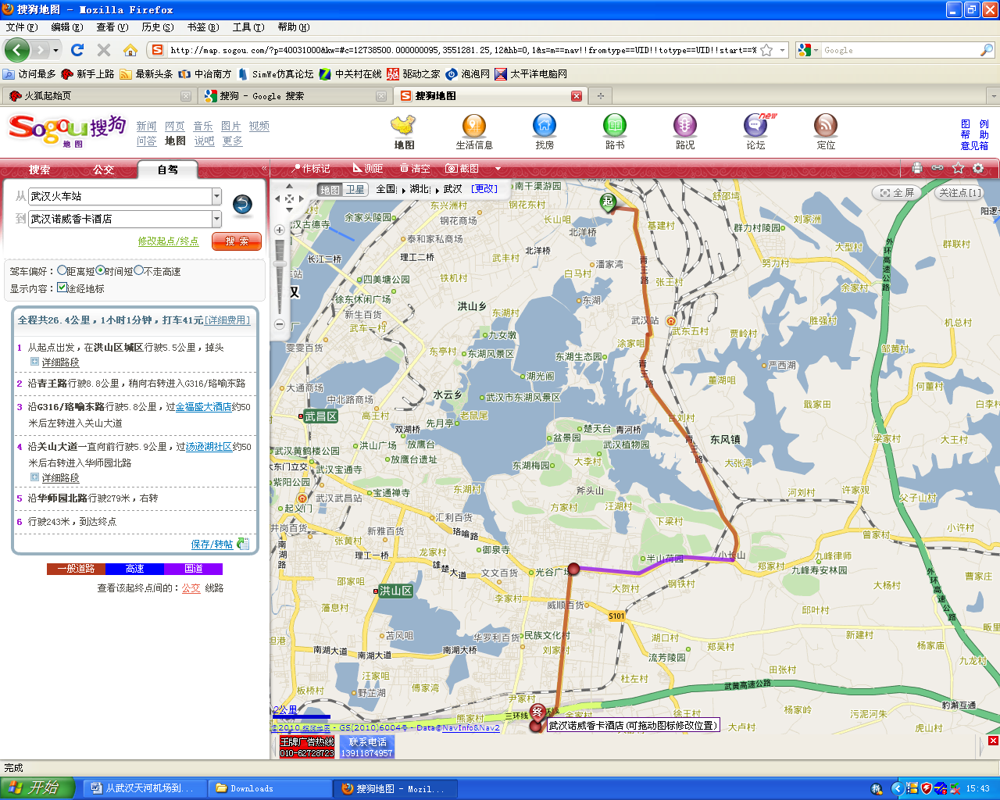 搜狗地图 - Mozilla Firefox
文件(F) 编辑(E) 查看(V) 历史(S) 书签(B) 工具(T) 帮助(H)
http://map.sogou.com/?p=40031000&kw=#c=12738500.000000095,3551281.25,12&hb=0,1&s=m==nav!!fromtype==UID!!totype==UID!!start==%
Google
访问最多 新手上路 最新头条 中冶南方 SimWe仿真论坛 中关村在线 驱动之家 泡泡网 太平洋电脑网
火狐起始页 搜狗 - Google 搜索 搜狗地图
Sogou搜狗 地图
新闻 网页 音乐 图片 视频
问答 地图 说吧 更多
地图 生活信息 找房 路书 路况 论坛 new 定位
图 例
帮 助
意见箱
搜索 公交 自驾 «
作标记 测距 清空 截图
从 武汉火车站
到 武汉诺威香卡酒店
修改起点/终点 搜 索
驾车偏好：距离短 时间短 不走高速
显示内容：途经地标
全程共26.4公里，1小时1分钟，打车41元[详细费用]
1 从起点出发，在洪山区城区行驶5.5公里，掉头
详细路段
2 沿青王路行驶8.8公里，稍向右转进入G316/珞喻东路
3 沿G316/珞喻东路行驶5.8公里，过金福盛大酒店约50
米后左转进入关山大道
4 沿关山大道一直向前行驶5.9公里，过汤逊湖社区约50
米后右转进入华师园北路
详细路段
5 沿华师园北路行驶279米，右转
6 行驶243米，到达终点
保存/转帖
一般道路 高速 国道
查看该起终点间的：公交 线路
地图 卫星 全国 湖北 武汉 [更改]
全屏 关注点[1]
南干渠游园
舒邵坊
东兴洲村
钢花东村
钢花商场
余家头陵园
长山咀
起
基建村
群力村陵园
刘家洲
大型村
群联村
汉古德寺
北洋桥
泰和家私商场
长江二桥
理工二桥
武丰村
北洋桥
潘家湾
努力村
外环高速公路
四美塘公园
铁机村
白马村
青王路
张王村
余家村
徐东休闲公园
洪山乡
东湖
新生百货
东湖村
武汉站
武东五村
胜强村
机总村
武车一村
九女墩
涂家咀
贾岭村
邹黄村
雯雯百货
东亭村
东湖风景区
东湖生态园
青王路
严西湖
大通商场
水云乡
湖光阁
董湖咀
何董村
中北路商场
武汉市东湖风景区
戢家田
白李村
武昌区
高王村
老鼠尾
先月亭
双湖桥
楚天台
青河桥
甘刘村
青王路
东风镇
梁家村
大王村
洪山广场
放鹰台
盆景园
武汉植物园
武汉黄鹤楼公园
放鹰台遗址
大李村
大张湾
大东门立交
武汉宝通寺
东湖梅园
紫阳公园
武汉武昌站
宝通禅寺
东湖村
斧头山
河刘村
许家观
父子山村
起义门
方家村
汪湖村
汇利百货
下梁村
小许村
新雅百货
珞喻路
曾家村
张黄村
龙家村
御泉寺
半山荷园
小长山
郑家村
九峰律师
九峰寿安林园
南湖路
理工一桥
雄楚大道
光谷广场
文文百货
外环高速公路
曹家庄
邵家村
大贺村
钢铁村
大杨村
洪山区
李家村
威顺百货
潘息村
S101
邱叶村
苫风咀
华罗利百货
民族文化村
湖口村
新建村
南湖大道
南湖大道
南湖大桥
刘家村
郑吴村
杨家庙
流芳陵园
九龙村
汪家村
杜左村
田张村
板桥村
野芷湖
傅家湾
尹家村
武黄高速公路
2公里
三环线
终
熊家村
余家村
徐王村
杨家岭
污泥河朱
豹澥互通
武汉诺威香卡酒店(可拖动图标修改位置)
大卢村
虎山村
©2010 搜狗地图 - GS(2010)6004号 - Data©NavInfo&Nav2
王牌广告热线
010-62728723
联系电话
13911874957
完成
开始 从武汉天河机场到... Downloads 搜狗地图 - Mozil... 15:43